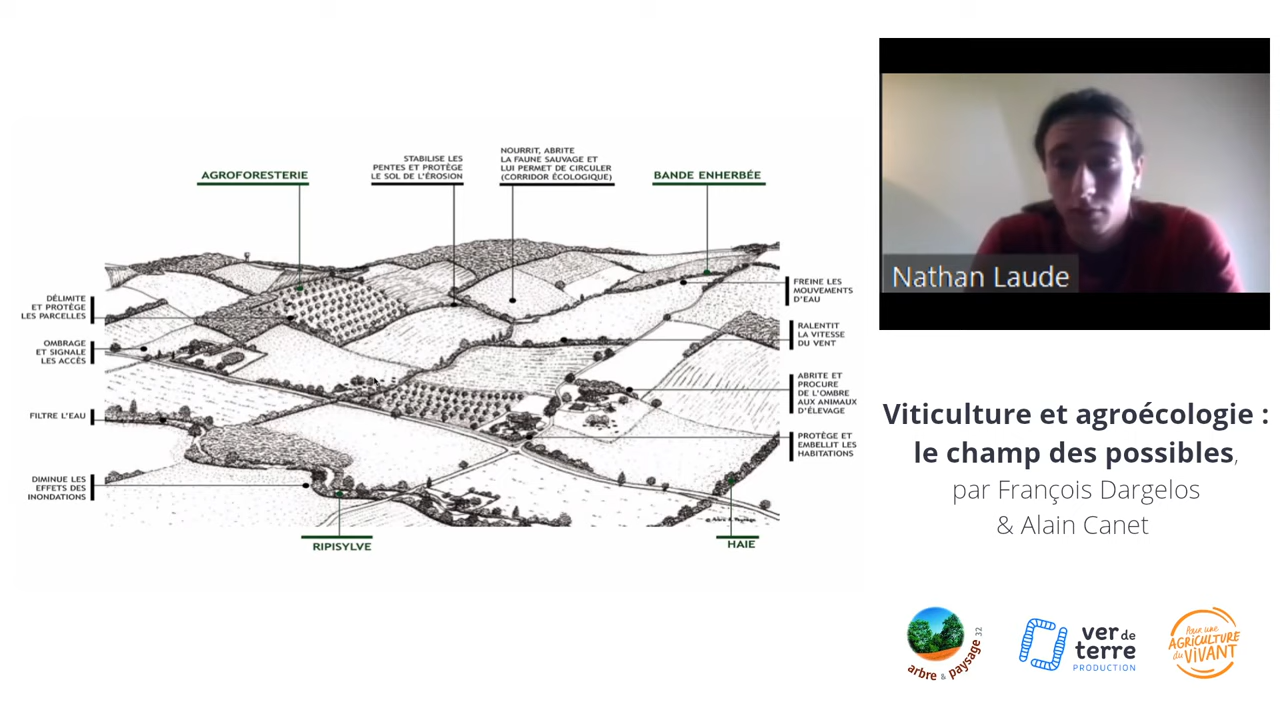 AGROFORESTERIE
STABILISE LES
PENTES ET PROTÈGE
LE SOL DE L'ÉROSION
NOURRIT, ABRITE
LA FAUNE SAUVAGE ET
LUI PERMET DE CIRCULER
(CORRIDOR ÉCOLOGIQUE)
BANDE ENHERBÉE
DÉLIMITE
ET PROTÈGE
LES PARCELLES
OMBRAGE
ET SIGNALE
LES ACCÈS
FILTRE L'EAU
DIMINUE LES
EFFETS DES
INONDATIONS
FREINE LES
MOUVEMENTS
D'EAU
RALENTIT
LA VITESSE
DU VENT
ABRITE ET
PROCURE
DE L'OMBRE
AUX ANIMAUX
D'ÉLEVAGE
PROTÈGE ET
EMBELLIT LES
HABITATIONS
© Arbre & Paysage
RIPISYLVE
HAIE
Nathan Laude
Viticulture et agroécologie :
le champ des possibles,
par François Dargelos
& Alain Canet
arbre & paysage 32
ver de
terre
PRODUCTION
Pour une
AGRICULTURE
du VIVANT